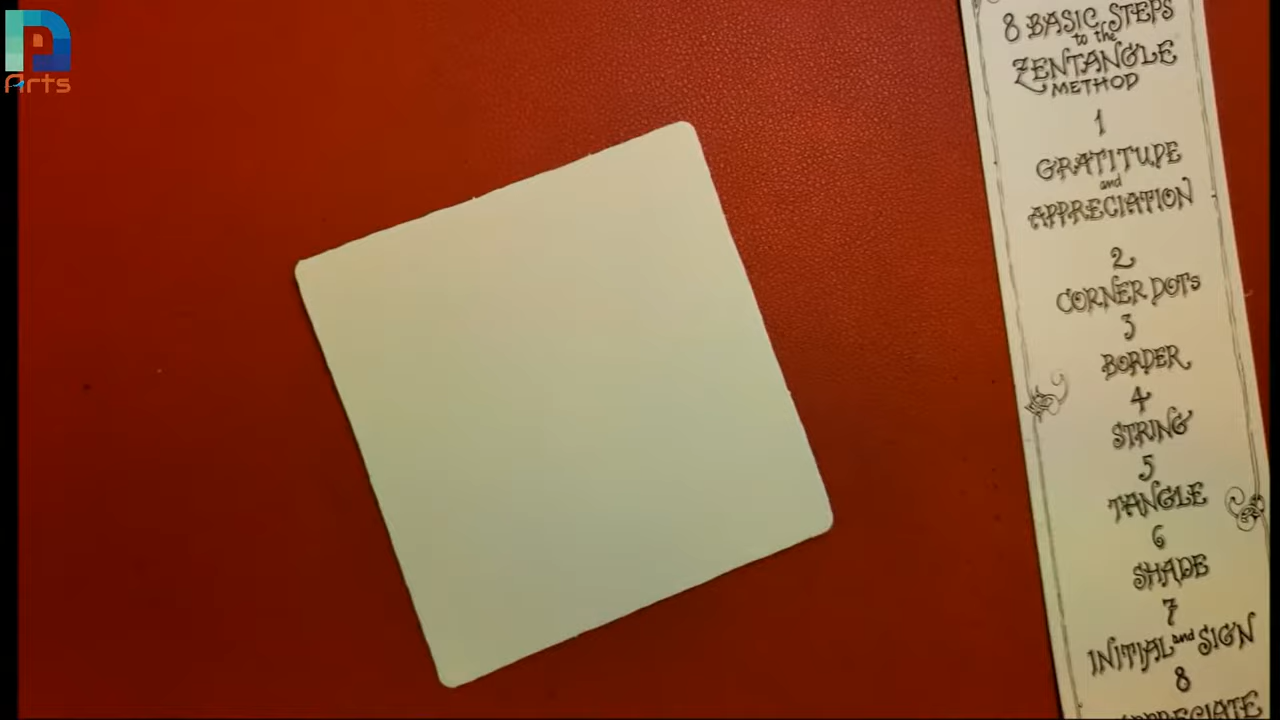 Arts
8 BASIC STEPS
to the
ZENTANGLE
METHOD
1
GRATITUDE
and
APPRECIATION
2
CORNER DOTs
3
BORDER
4
STRING
5
TANGLE
6
SHADE
7
INITIAL and SIGN
8
APPRECIATE